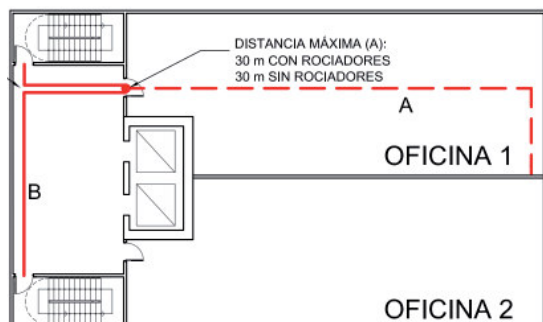 DISTANCIA MÁXIMA (A):
30 m CON ROCIADORES
30 m SIN ROCIADORES
A
OFICINA 1
B
OFICINA 2